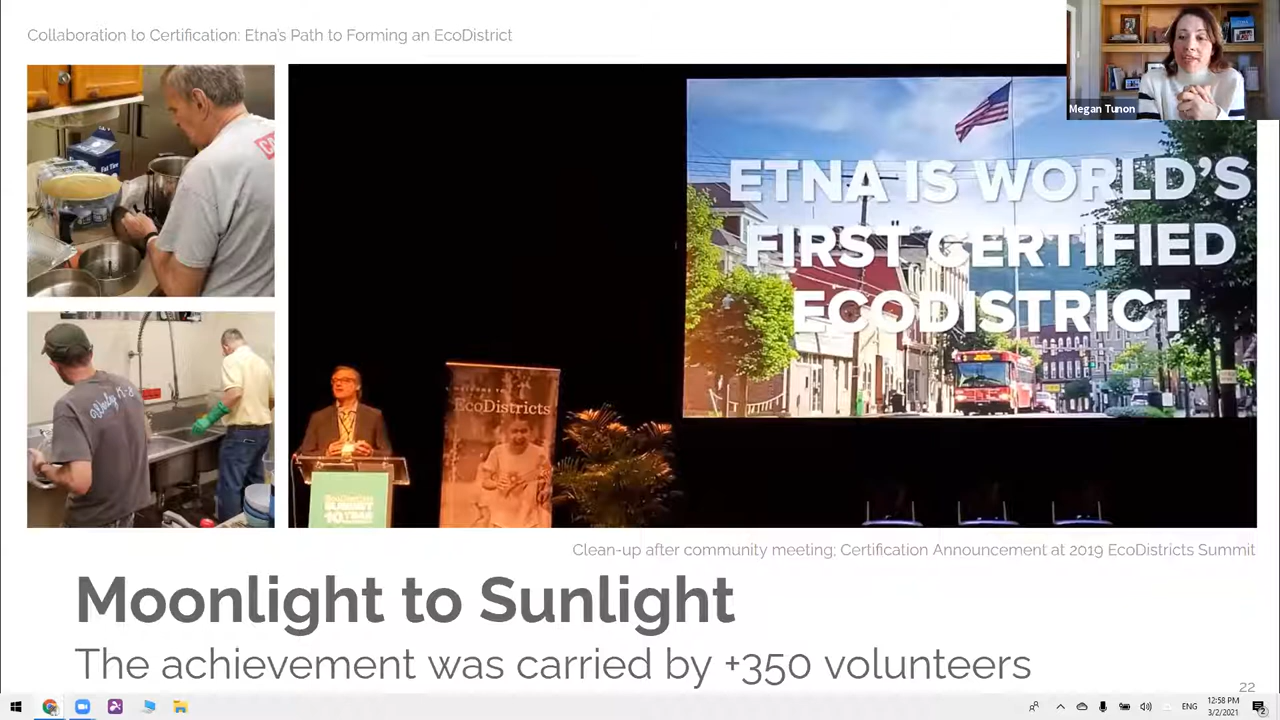 Collaboration to Certification: Etna's Path to Forming an EcoDistrict
Megan Tunon
ETNA IS WORLD'S
FIRST CERTIFIED
ECODISTRICT
EcoDistricts
SUMMIT
Clean-up after community meeting; Certification Announcement at 2019 EcoDistricts Summit
Moonlight to Sunlight
The achievement was carried by +350 volunteers
22
ENG
12:58 PM
3/2/2021